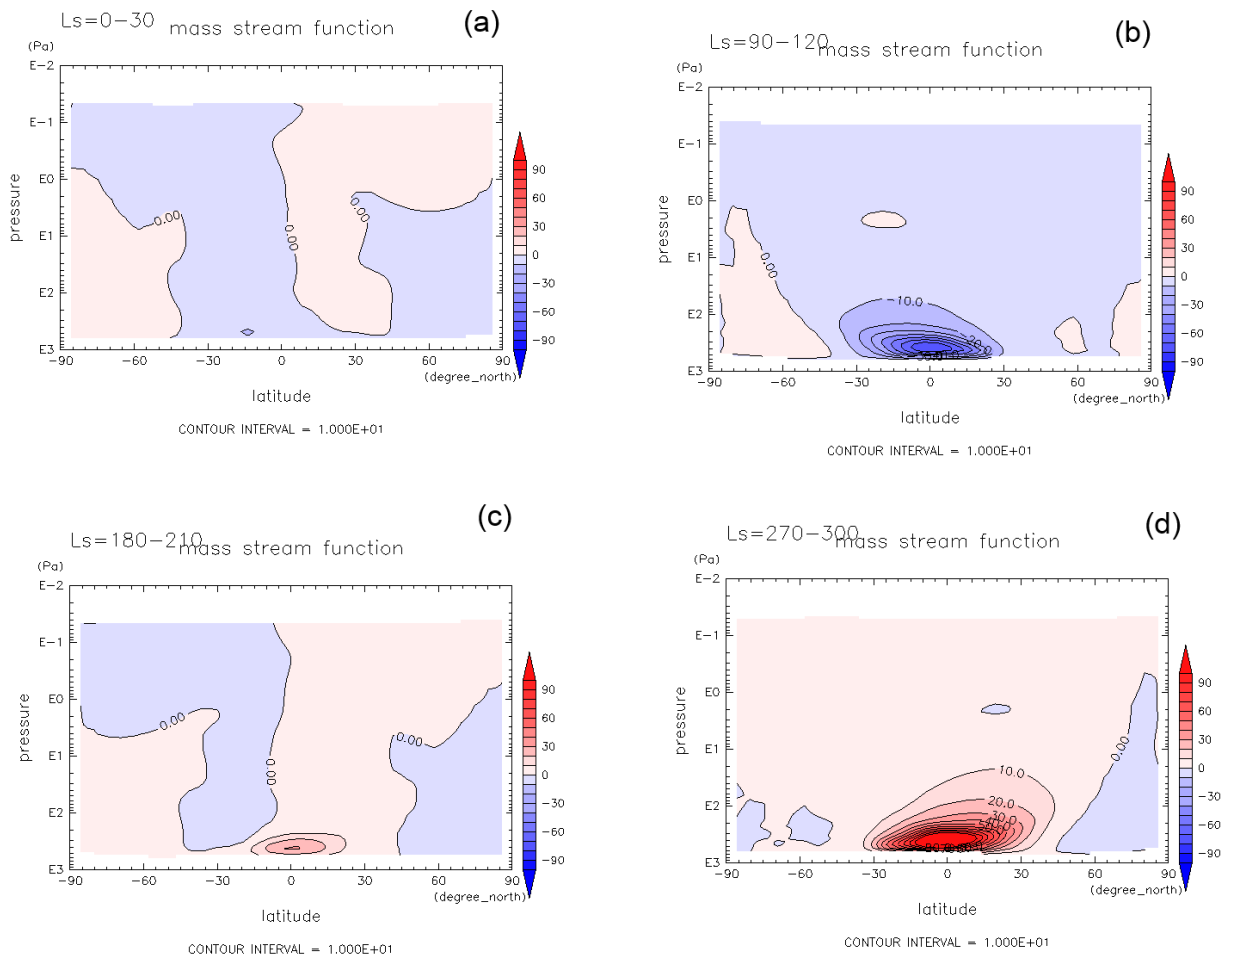 Ls=0-30 mass stream function (a)
(Pa)
E-2
E-1
E0
E1
E2
E3
pressure
0.00
0.00
0.00
-90 -60 -30 0 30 60 90
(degree_north)
latitude
90
60
30
0
-30
-60
-90
CONTOUR INTERVAL = 1.000E+01
Ls=90-120 mass stream function (b)
(Pa)
E-2
E-1
E0
E1
E2
E3
pressure
0.00
-10.0
-90 -60 -30 0 30 60 90
(degree_north)
latitude
90
60
30
0
-30
-60
-90
CONTOUR INTERVAL = 1.000E+01
Ls=180-210 mass stream function (c)
(Pa)
E-2
E-1
E0
E1
E2
E3
pressure
0.00
0.00
0.00
-90 -60 -30 0 30 60 90
(degree_north)
latitude
90
60
30
0
-30
-60
-90
CONTOUR INTERVAL = 1.000E+01
Ls=270-300 mass stream function (d)
(Pa)
E-2
E-1
E0
E1
E2
E3
pressure
0.00
10.0
20.0
30.0
-90 -60 -30 0 30 60 90
(degree_north)
latitude
90
60
30
0
-30
-60
-90
CONTOUR INTERVAL = 1.000E+01